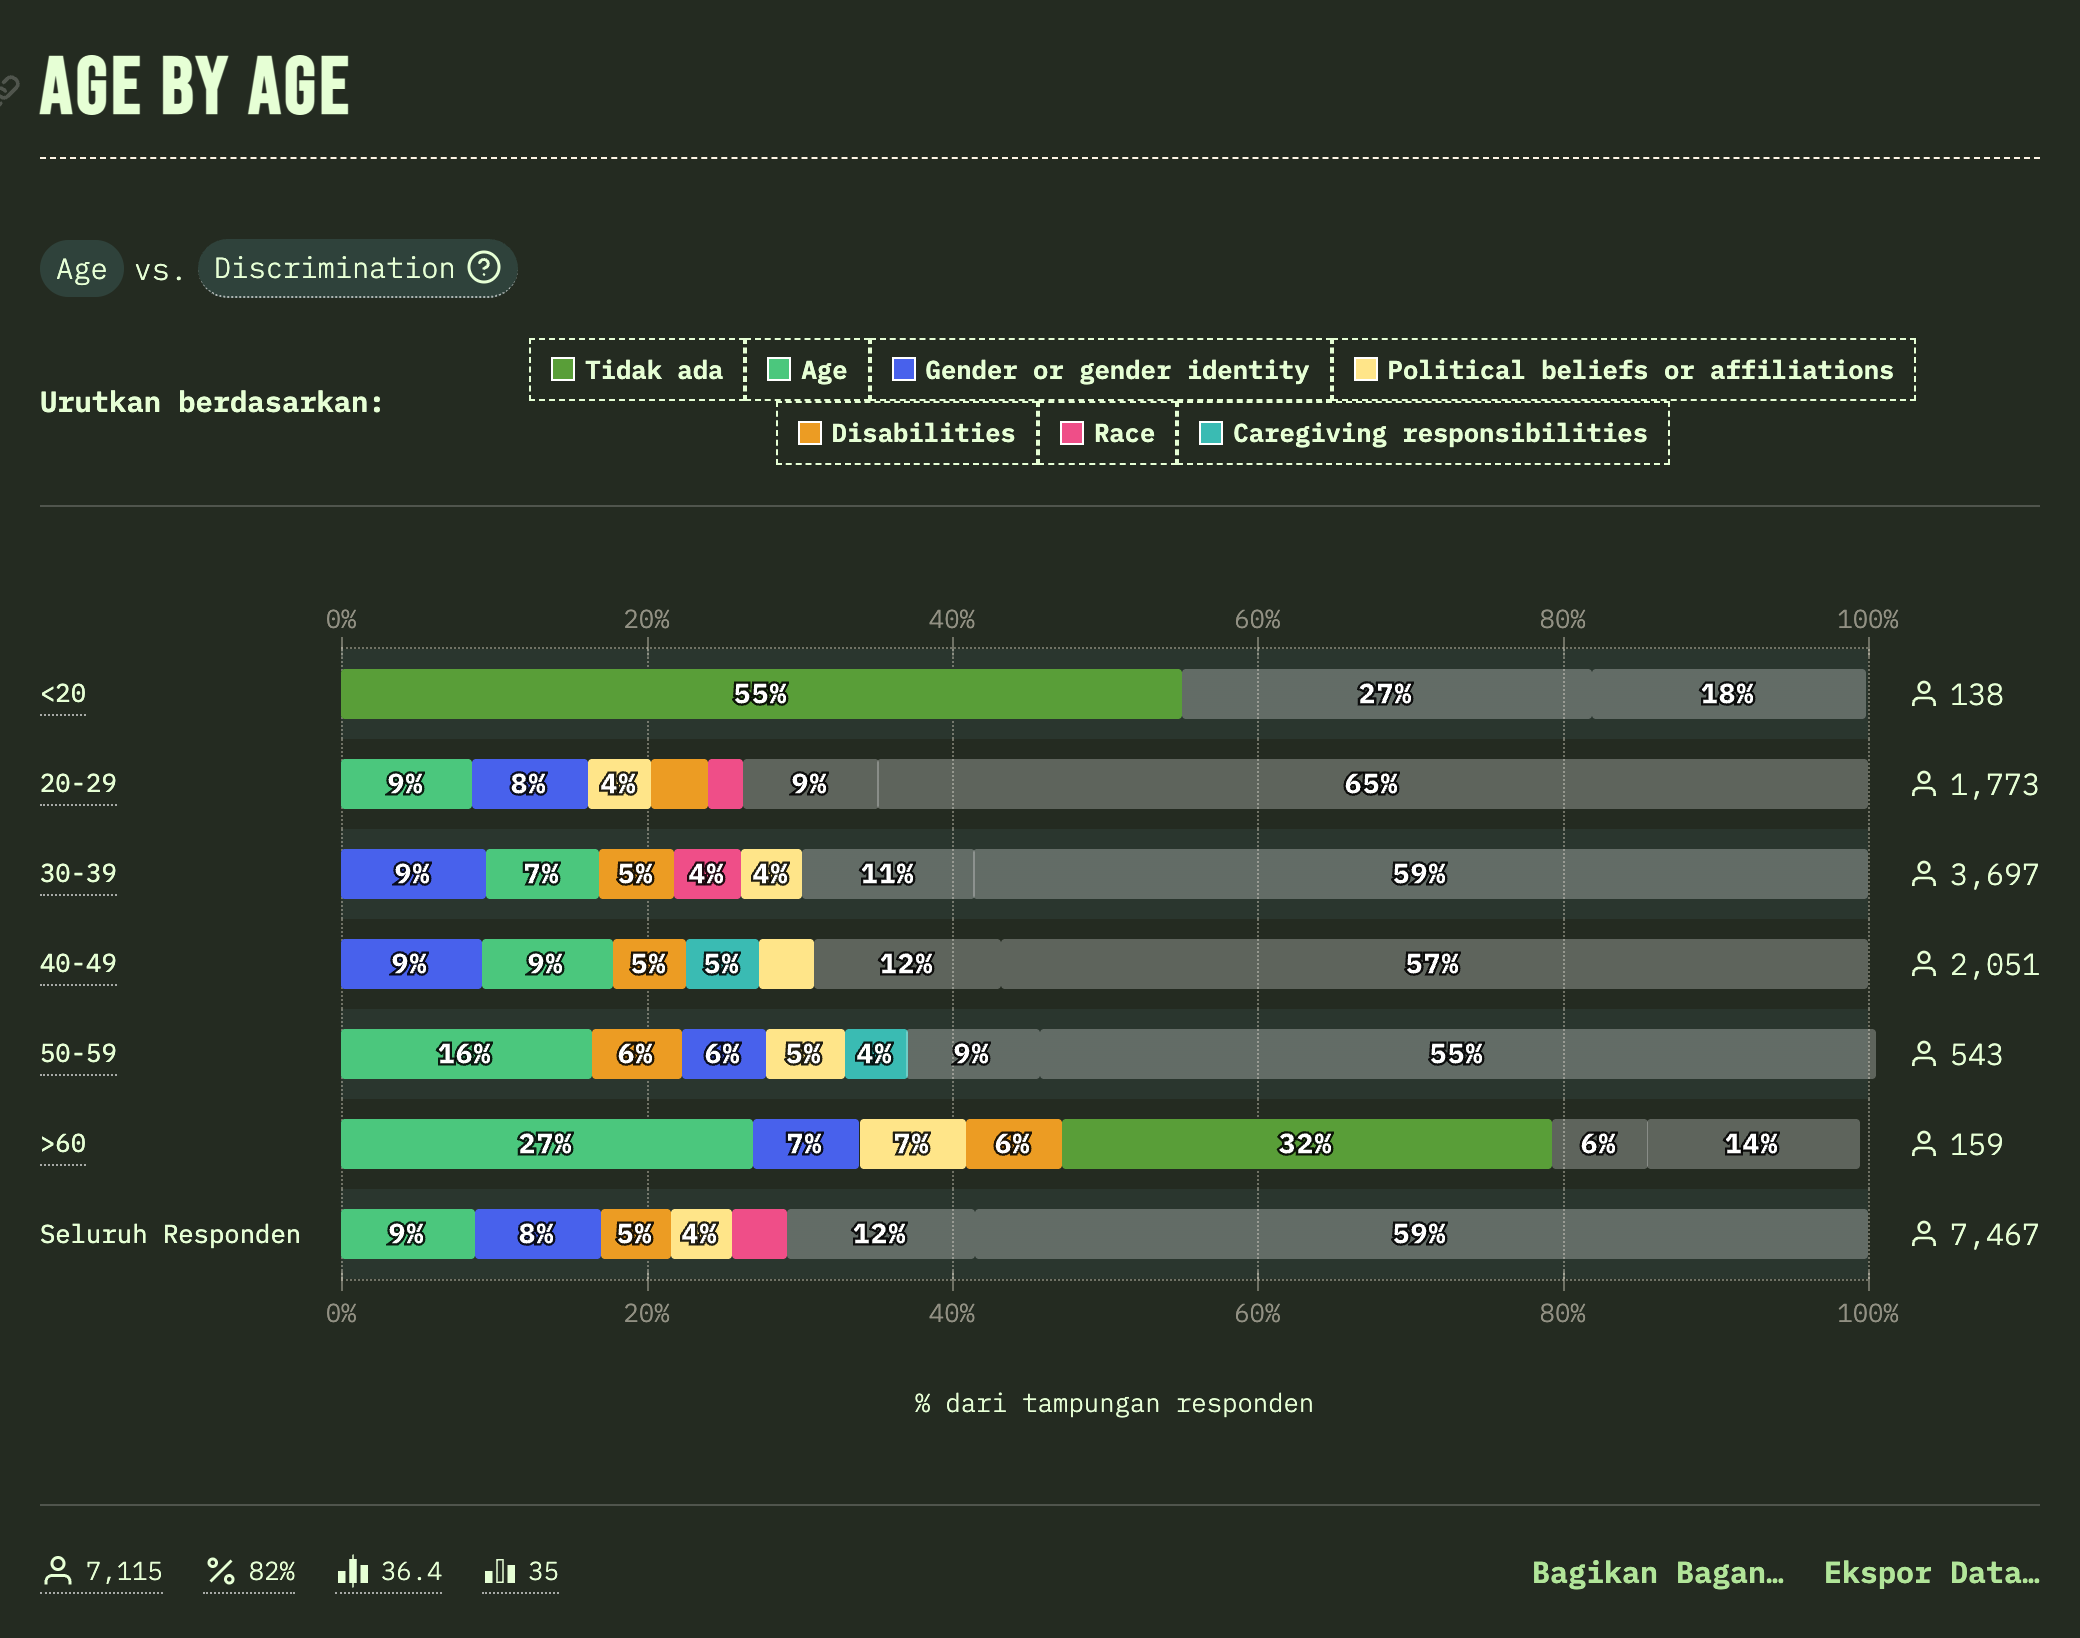 AGE BY AGE
Age vs. Discrimination ?
Urutkan berdasarkan:
Tidak ada Age Gender or gender identity Political beliefs or affiliations
Disabilities Race Caregiving responsibilities
0% 20% 40% 60% 80% 100%
<20 55% 27% 18% 138
20-29 9% 8% 4% 9% 65% 1,773
30-39 9% 7% 5% 4% 4% 11% 59% 3,697
40-49 9% 9% 5% 5% 12% 57% 2,051
50-59 16% 6% 6% 5% 4% 9% 55% 543
>60 27% 7% 7% 6% 32% 6% 14% 159
Seluruh Responden 9% 8% 5% 4% 12% 59% 7,467
0% 20% 40% 60% 80% 100%
% dari tampungan responden
7,115 % 82% 36.4 35 Bagikan Bagan… Ekspor Data…